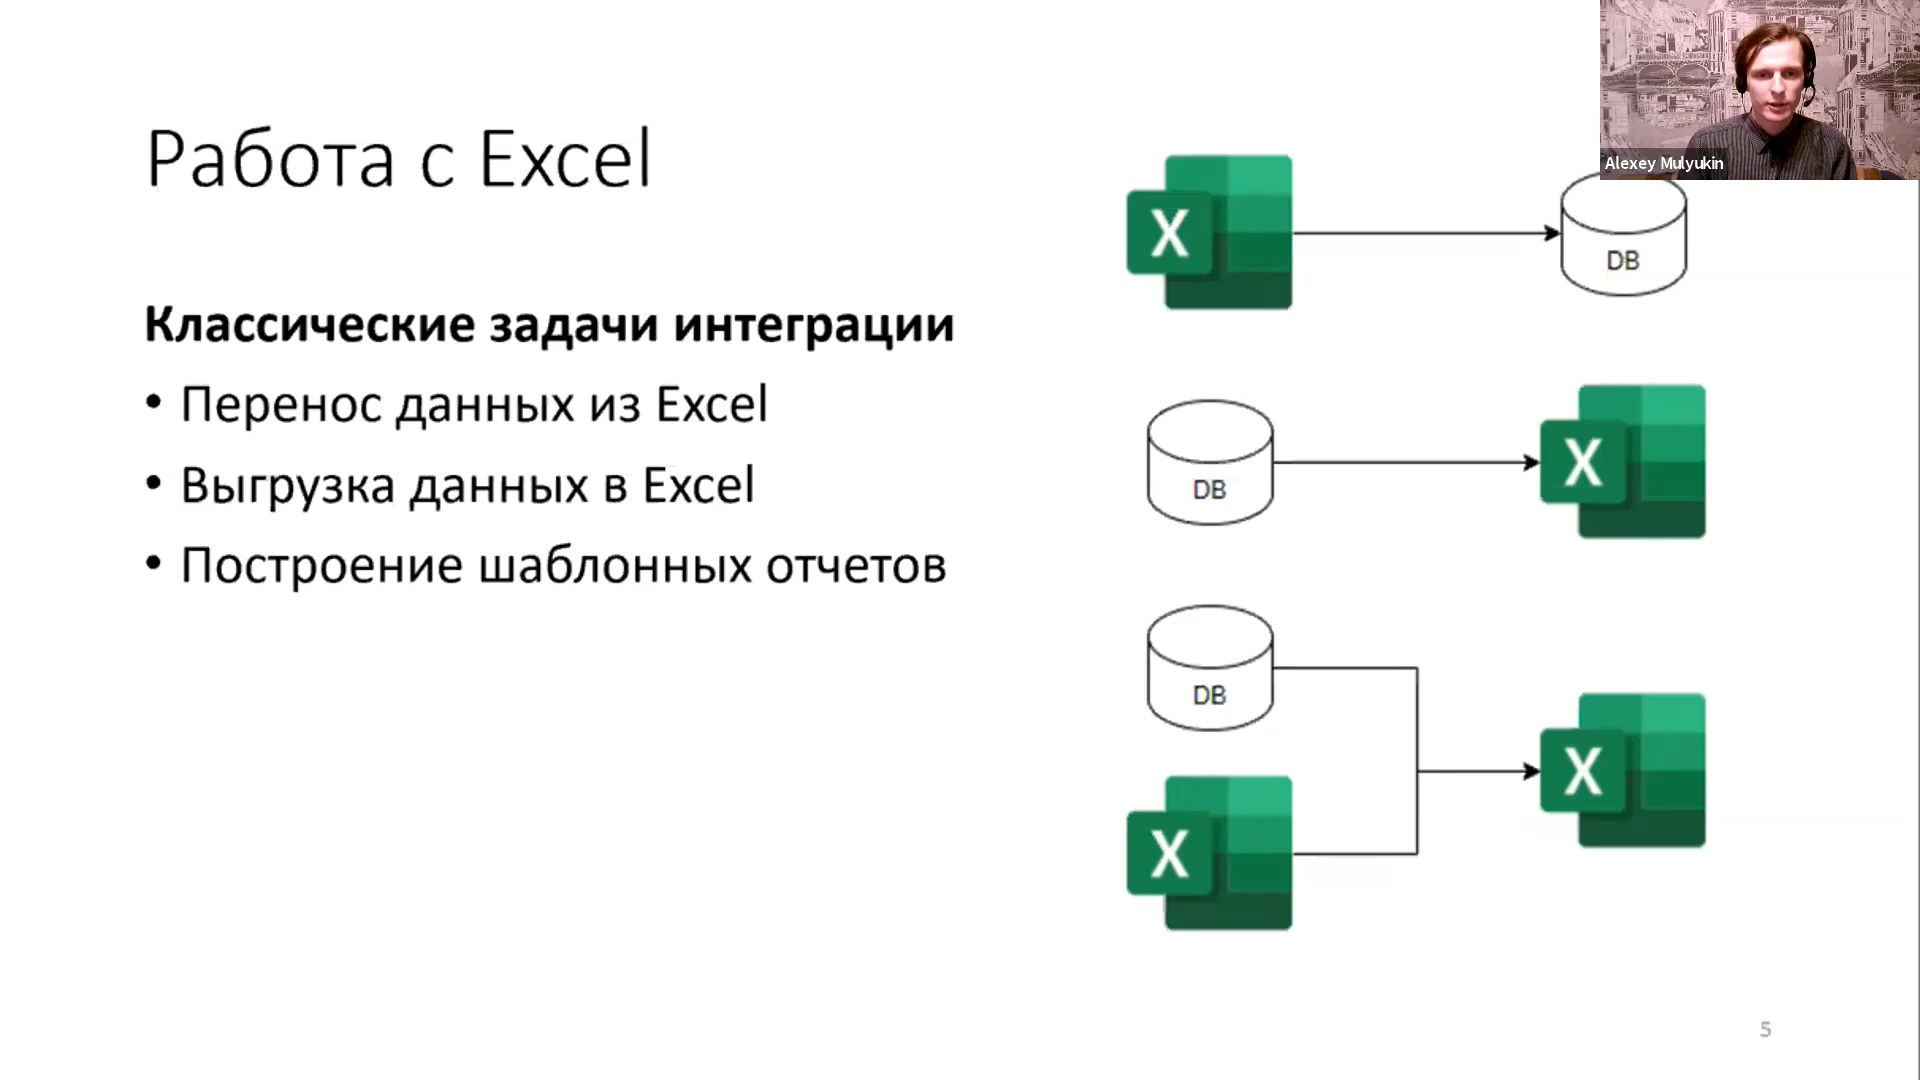 Alexey Mulyukin
Работа с Excel
Классические задачи интеграции
• Перенос данных из Excel
• Выгрузка данных в Excel
• Построение шаблонных отчетов
X
DB
DB
X
DB
X
X
5